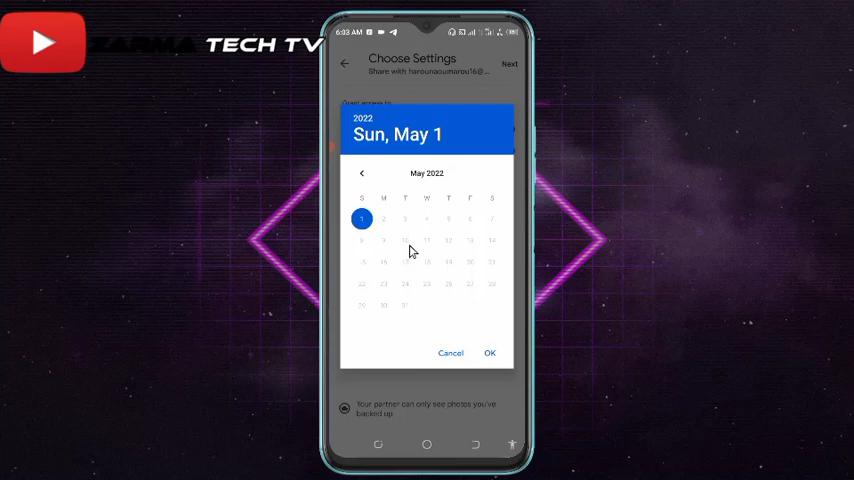 ZARMA TECH TV
6:03 AM
Choose Settings
Share with harounaoumarou16@...
Next
Grant access to
2022
Sun, May 1
May 2022
S M T W T F S
1 2 3 4 5 6 7
8 9 10 11 12 13 14
15 16 17 18 19 20 21
22 23 24 25 26 27 28
29 30 31
Cancel OK
Your partner can only see photos you've
backed up